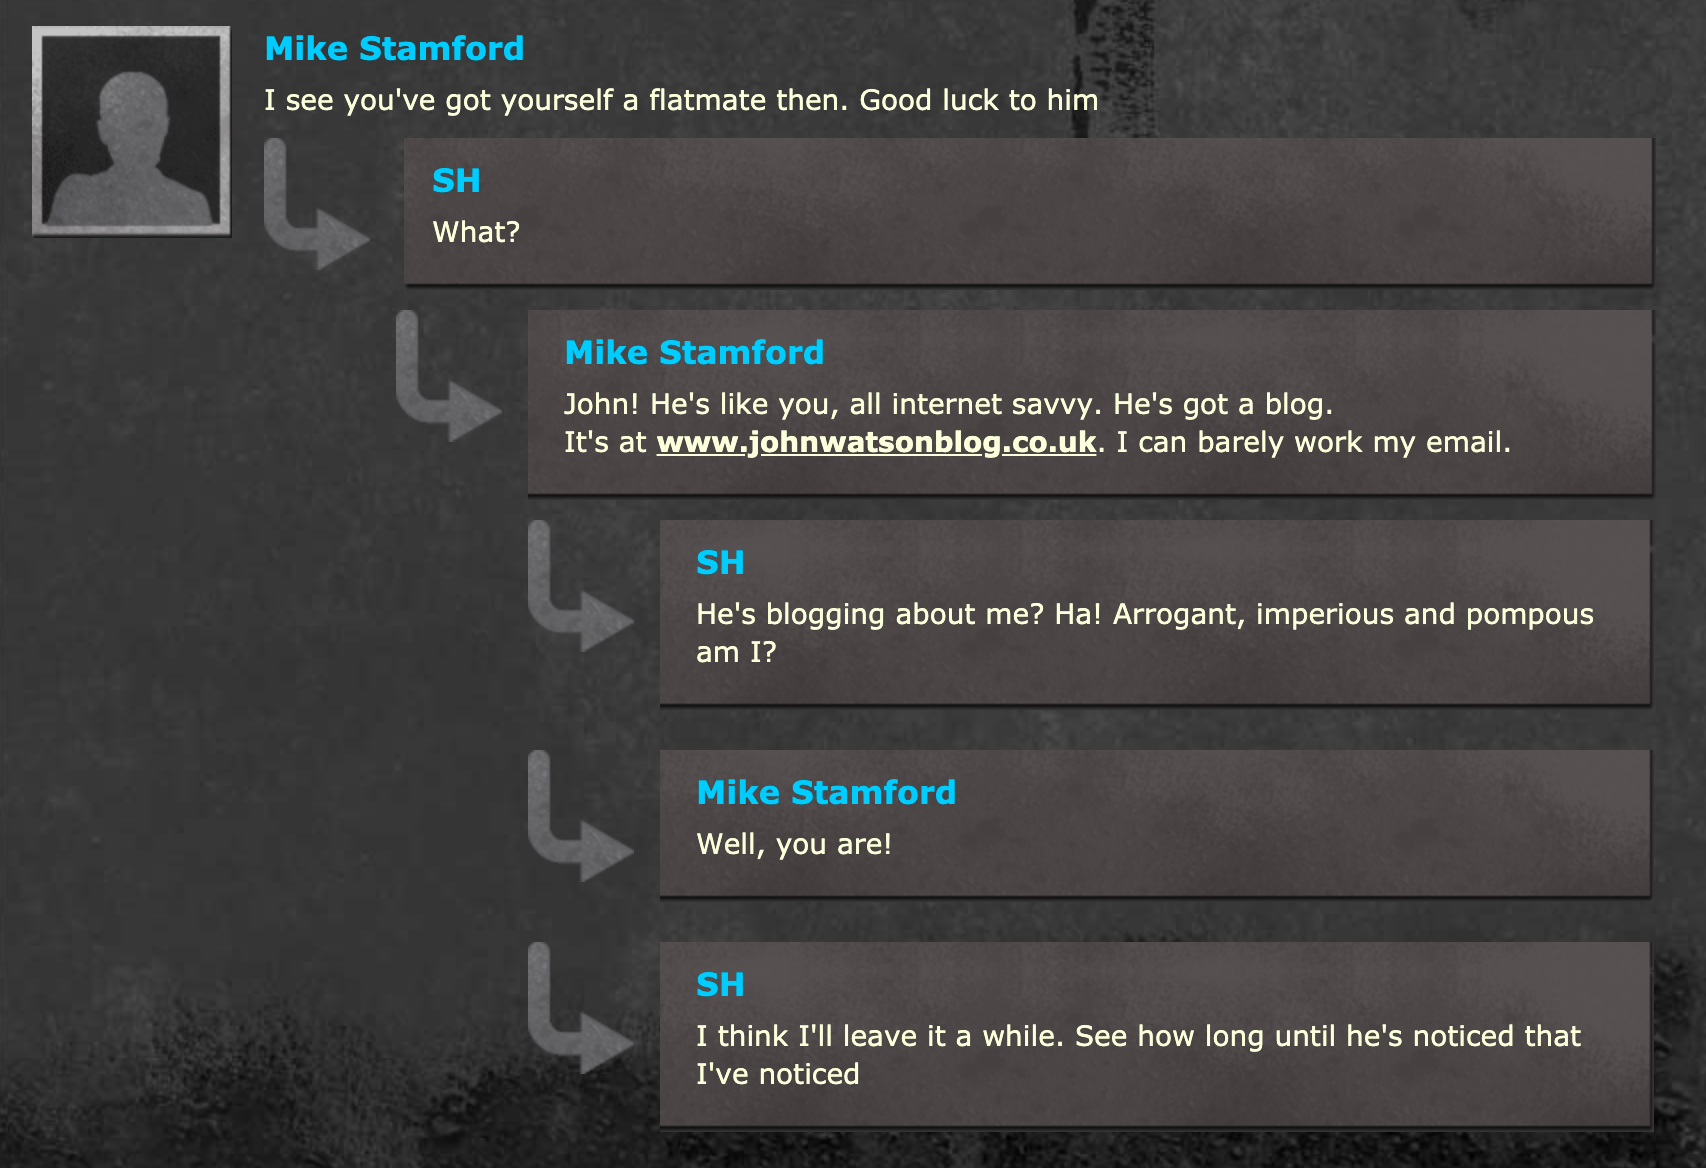 Mike Stamford
I see you've got yourself a flatmate then. Good luck to him
SH
What?
Mike Stamford
John! He's like you, all internet savvy. He's got a blog.
It's at www.johnwatsonblog.co.uk. I can barely work my email.
SH
He's blogging about me? Ha! Arrogant, imperious and pompous
am I?
Mike Stamford
Well, you are!
SH
I think I'll leave it a while. See how long until he's noticed that
I've noticed